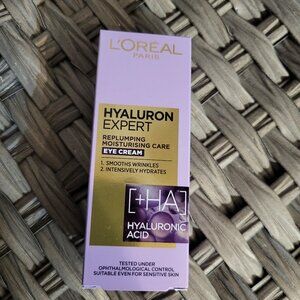 L'ORÉAL
PARIS
HYALURON
EXPERT
REPLUMPING
MOISTURISING CARE
EYE CREAM
1. SMOOTHS WRINKLES
2. INTENSIVELY HYDRATES
[+HA]
HYALURONIC
ACID
TESTED UNDER
OPHTHALMOLOGICAL CONTROL
SUITABLE EVEN FOR SENSITIVE SKIN